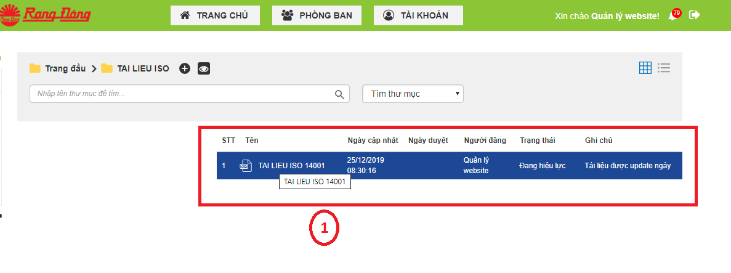 Rạng Đông
TRANG CHỦ
PHÒNG BAN
TÀI KHOẢN
Xin chào Quản lý website!
79
Trang đầu
TAI LIEU ISO
Nhập tên thư mục để tìm...
Tìm thư mục
STT Tên Ngày cập nhật Ngày duyệt Người đăng Trạng thái Ghi chú
1 TAI LIEU ISO 14001 25/12/2019 08:30:16 Quản lý website Đang hiệu lực Tài liệu được update ngày
TAI LIEU ISO 14001
1